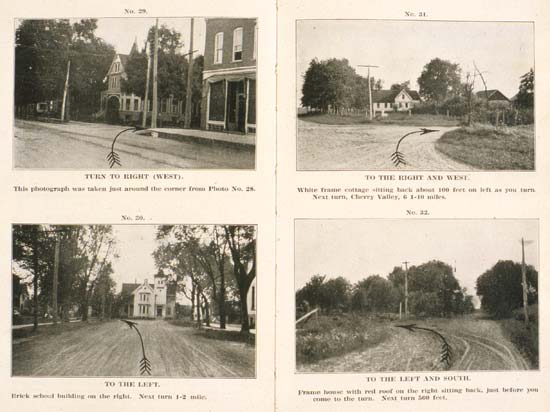 No. 29.
TURN TO RIGHT (WEST).
This photograph was taken just around the corner from Photo No. 28.
No. 30.
TO THE LEFT.
Brick school building on the right. Next turn 1-2 mile.
No. 31.
TO THE RIGHT AND WEST.
White frame cottage sitting back about 100 feet on left as you turn.
Next turn, Cherry Valley, 6 1-10 miles.
No. 32.
TO THE LEFT AND SOUTH.
Frame house with red roof on the right sitting back, just before you
come to the turn. Next turn 560 feet.